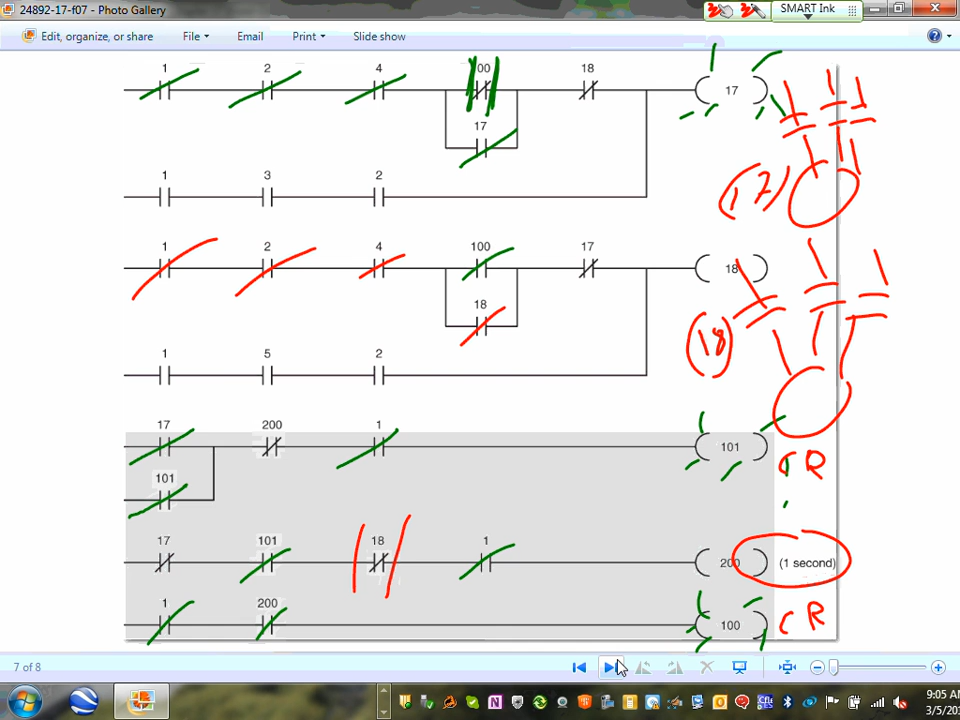 24892-17-f07 - Photo Gallery
SMART Ink
Edit, organize, or share File Email Print Slide show
1 2 4 00 18
17
17
1 3 2
(17)
1 2 4 100 17
18
18
(18)
1 5 2
17 200 1
101
101
CR
17 101 18 1
200 (1 second)
1 200
100
CR
7 of 8
9:05 AM
3/5/20